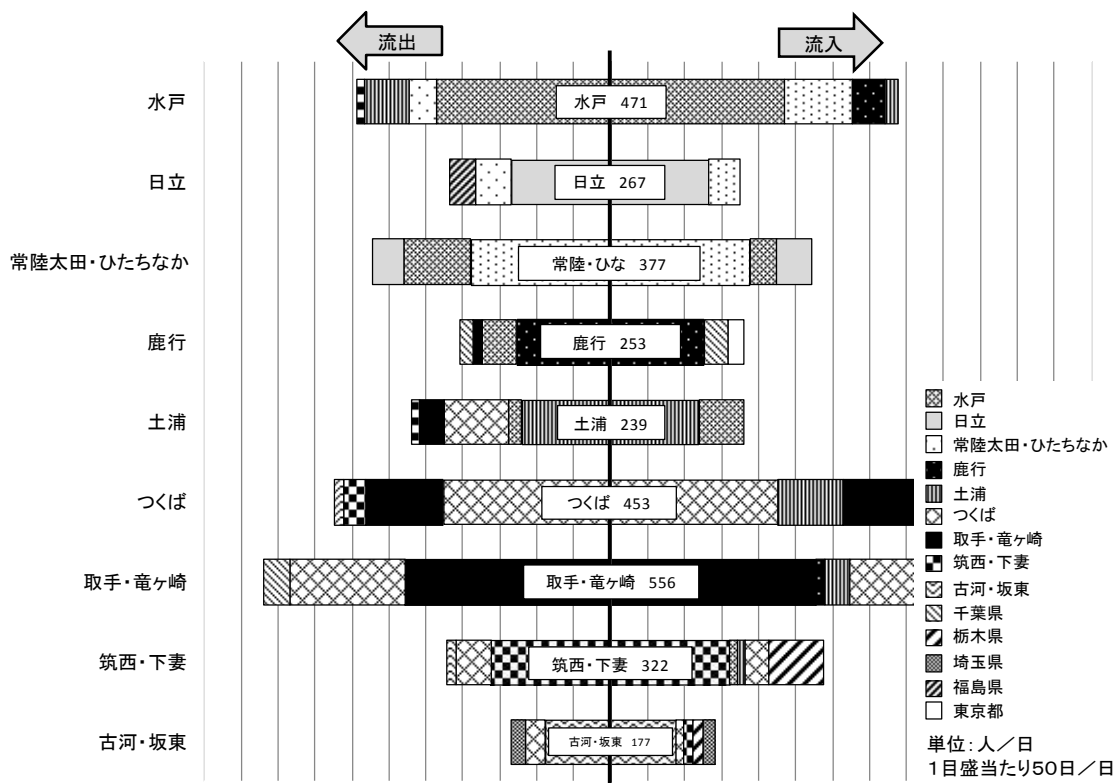 流出
流入
水戸
水戸 471
日立
日立 267
常陸太田・ひたちなか
常陸・ひな 377
鹿行
鹿行 253
土浦
土浦 239
つくば
つくば 453
取手・竜ヶ崎
取手・竜ヶ崎 556
筑西・下妻
筑西・下妻 322
古河・坂東
古河・坂東 177
水戸
日立
常陸太田・ひたちなか
鹿行
土浦
つくば
取手・竜ヶ崎
筑西・下妻
古河・坂東
千葉県
栃木県
埼玉県
福島県
東京都
単位：人／日
1目盛当たり50日／日